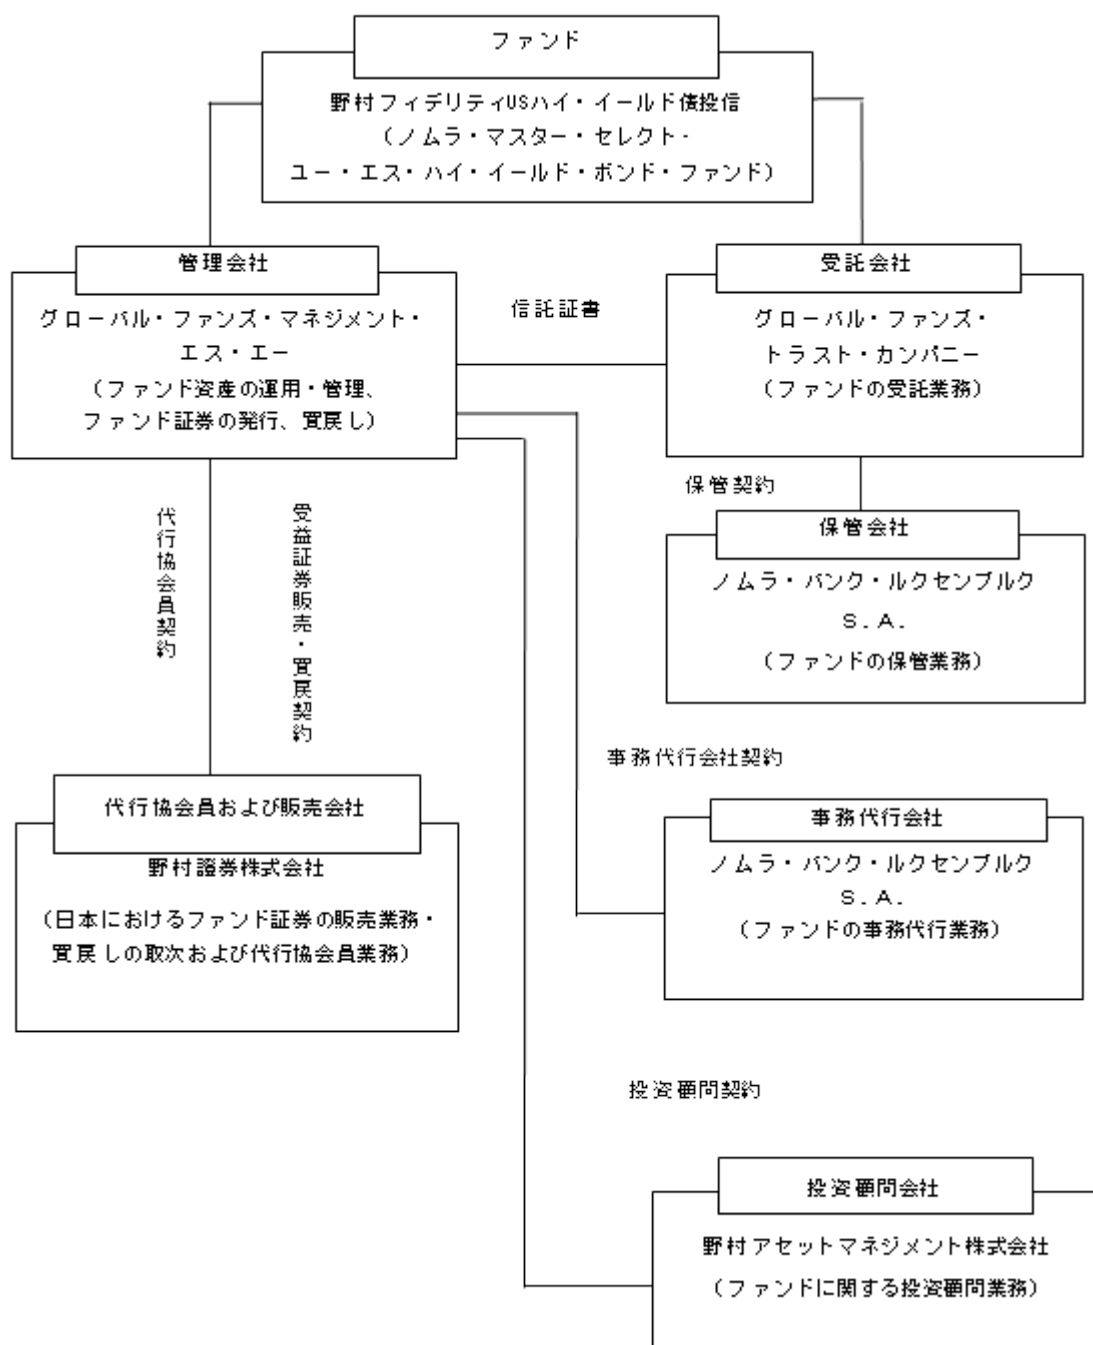 ファンド
野村フィデリティUSハイ・イールド債投信
（ノムラ・マスター・セレクト-
ユー・エス・ハイ・イールド・ボンド・ファンド）
管理会社
グローバル・ファンズ・マネジメント・
エス・エー
（ファンド資産の運用・管理、
ファンド証券の発行、買戻し）
信託証書
受託会社
グローバル・ファンズ・
トラスト・カンパニー
（ファンドの受託業務）
保管契約
保管会社
ノムラ・バンク・ルクセンブルク
S．A．
（ファンドの保管業務）
代行協会員契約
受益証券販売・買戻契約
事務代行会社契約
代行協会員および販売会社
野村證券株式会社
（日本におけるファンド証券の販売業務・
買戻しの取次および代行協会員業務）
事務代行会社
ノムラ・バンク・ルクセンブルク
S．A．
（ファンドの事務代行業務）
投資顧問契約
投資顧問会社
野村アセットマネジメント株式会社
（ファンドに関する投資顧問業務）